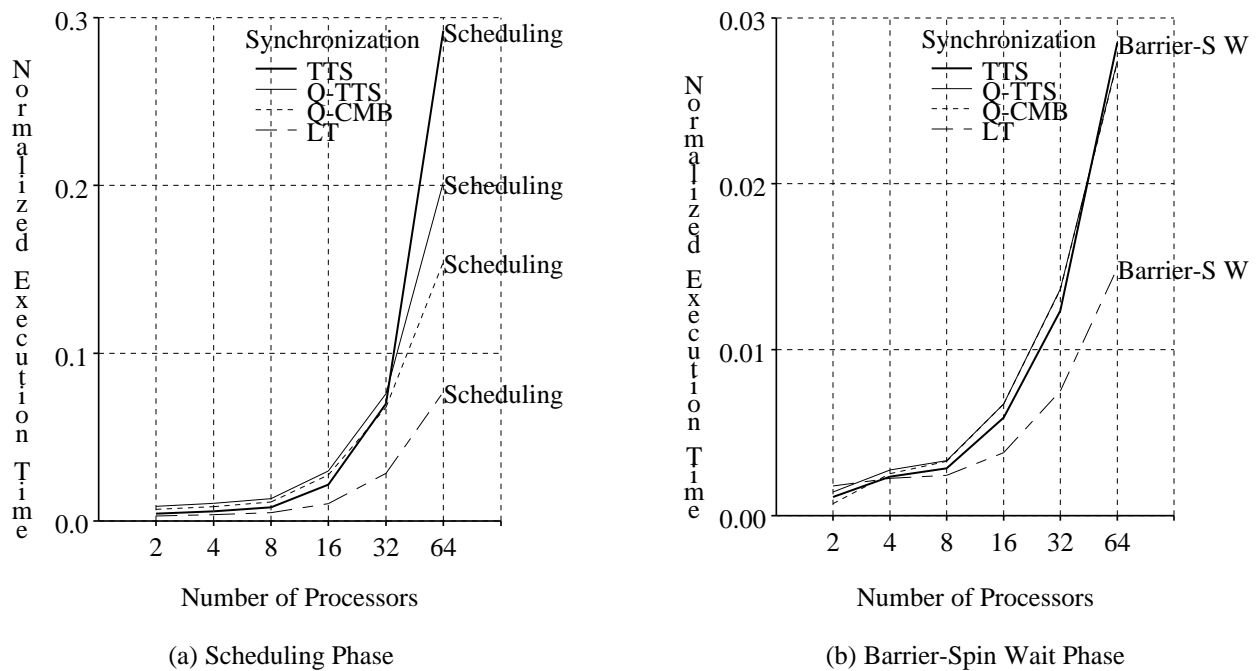 Normalized Execution Time
0.3
0.2
0.1
0.0
Synchronization
TTS
Q-TTS
Q-CMB
LT
Scheduling
Scheduling
Scheduling
Scheduling
2 4 8 16 32 64
Number of Processors
(a) Scheduling Phase
Normalized Execution Time
0.03
0.02
0.01
0.00
Synchronization
TTS
Q-TTS
Q-CMB
LT
Barrier-S W
Barrier-S W
2 4 8 16 32 64
Number of Processors
(b) Barrier-Spin Wait Phase